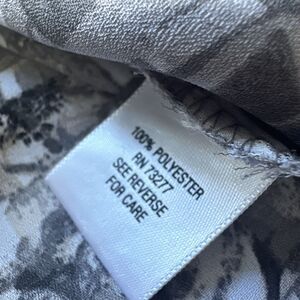 100% POLYESTER
RN 73277
SEE REVERSE
FOR CARE